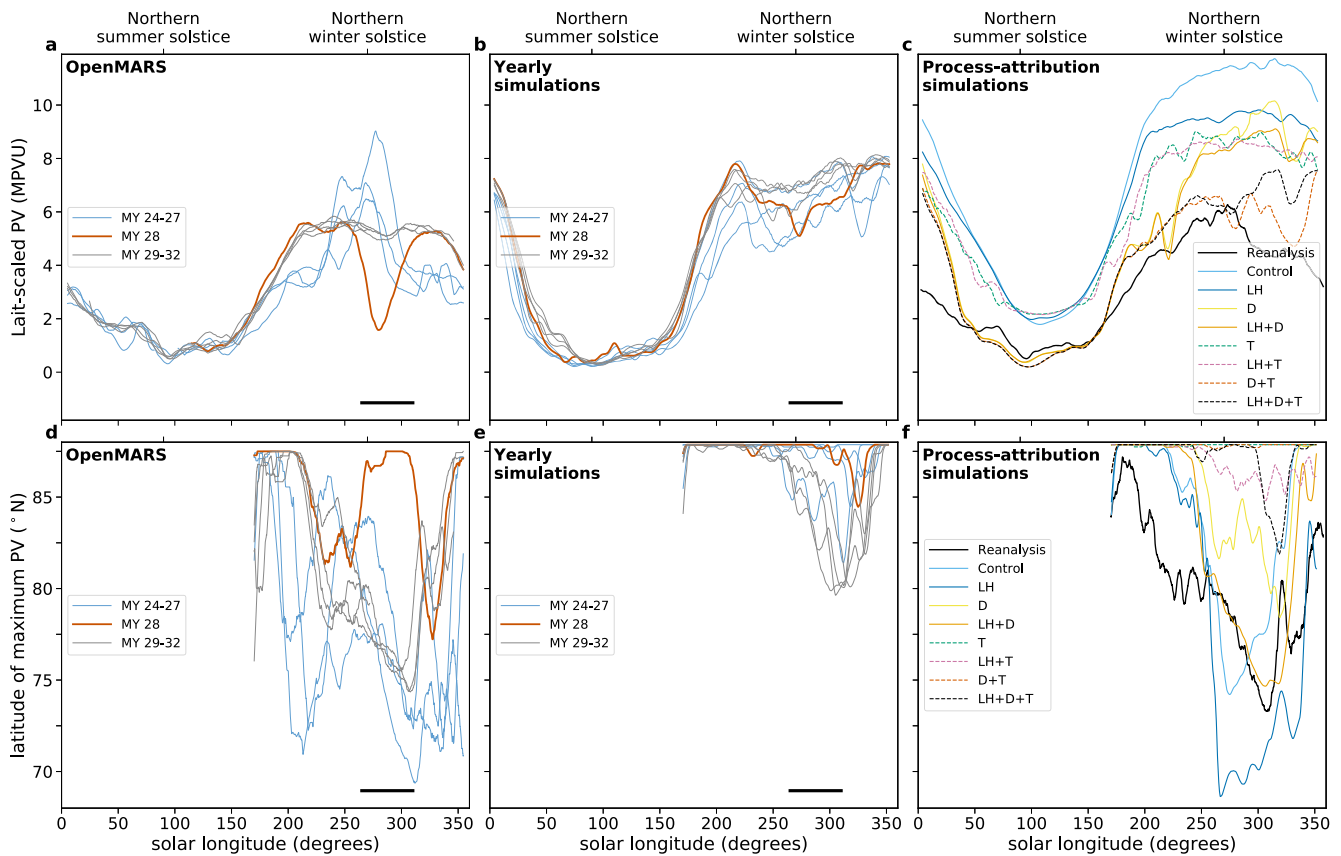 Northern
summer solstice
Northern
winter solstice
Northern
summer solstice
Northern
winter solstice
Northern
summer solstice
Northern
winter solstice
a
OpenMARS
b
Yearly
simulations
c
Process-attribution
simulations
Lait-scaled PV (MPVU)
10
8
6
4
2
0
MY 24-27
MY 28
MY 29-32
MY 24-27
MY 28
MY 29-32
Reanalysis
Control
LH
D
LH+D
T
LH+T
D+T
LH+D+T
d
OpenMARS
e
Yearly
simulations
f
Process-attribution
simulations
latitude of maximum PV (°N)
85
80
75
70
MY 24-27
MY 28
MY 29-32
MY 24-27
MY 28
MY 29-32
Reanalysis
Control
LH
D
LH+D
T
LH+T
D+T
LH+D+T
0 50 100 150 200 250 300 350
0 50 100 150 200 250 300 350
0 50 100 150 200 250 300 350
solar longitude (degrees)
solar longitude (degrees)
solar longitude (degrees)